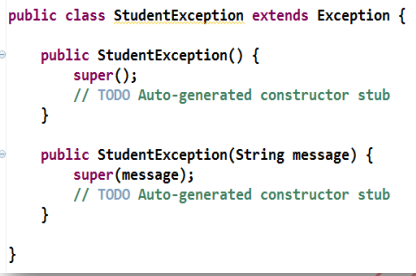 public class StudentException extends Exception {
public StudentException() {
super();
// TODO Auto-generated constructor stub
}
public StudentException(String message) {
super(message);
// TODO Auto-generated constructor stub
}
}